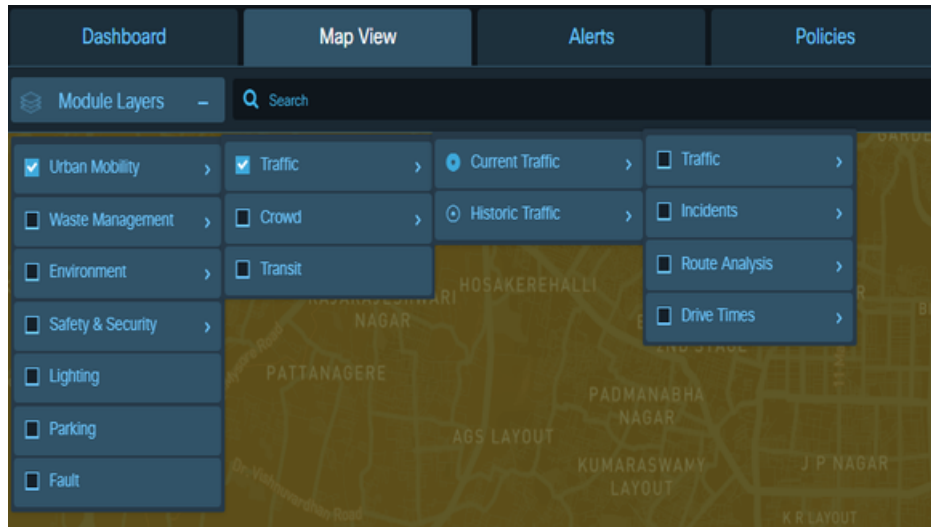 Dashboard
Map View
Alerts
Policies
Module Layers
Search
Urban Mobility
Waste Management
Environment
Safety & Security
Lighting
Parking
Fault
Traffic
Crowd
Transit
Current Traffic
Historic Traffic
Traffic
Incidents
Route Analysis
Drive Times
HOSAKEREHALLI
NAGAR
PATTANAGERE
PADMANABHA
NAGAR
AGS LAYOUT
KUMARASWAMY
LAYOUT
J P NAGAR
K R LAYOUT